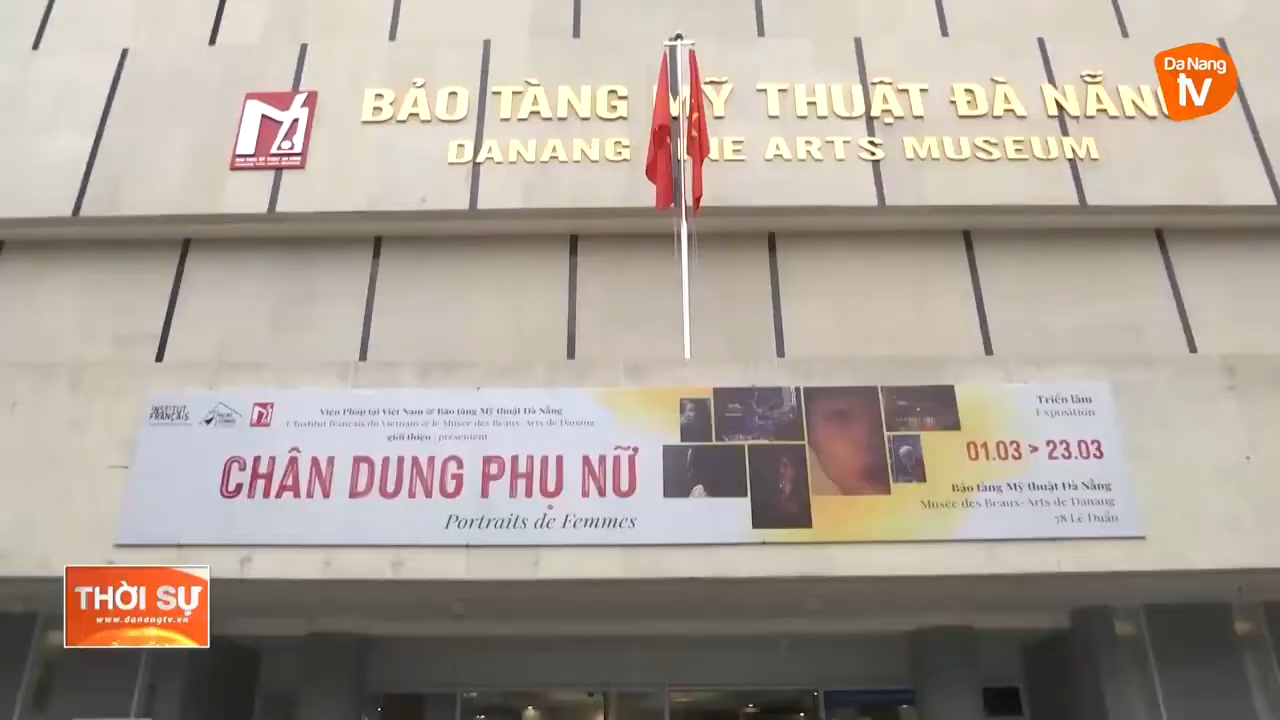 Da Nang
tv
BẢO TÀNG MỸ THUẬT ĐÀ NẴNG
DANANG FINE ARTS MUSEUM
INSTITUT
FRANÇAIS
Viện Pháp tại Việt Nam & Bảo tàng Mỹ thuật Đà Nẵng
L'Institut français du Vietnam & le Musée des Beaux-Arts de Danang
giới thiệu | présentent
CHÂN DUNG PHỤ NỮ
Portraits de Femmes
Triển lãm
Exposition
01.03 > 23.03
Bảo tàng Mỹ thuật Đà Nẵng
Musée des Beaux-Arts de Danang
78 Lê Duẩn
THỜI SỰ
www.danangtv.vn